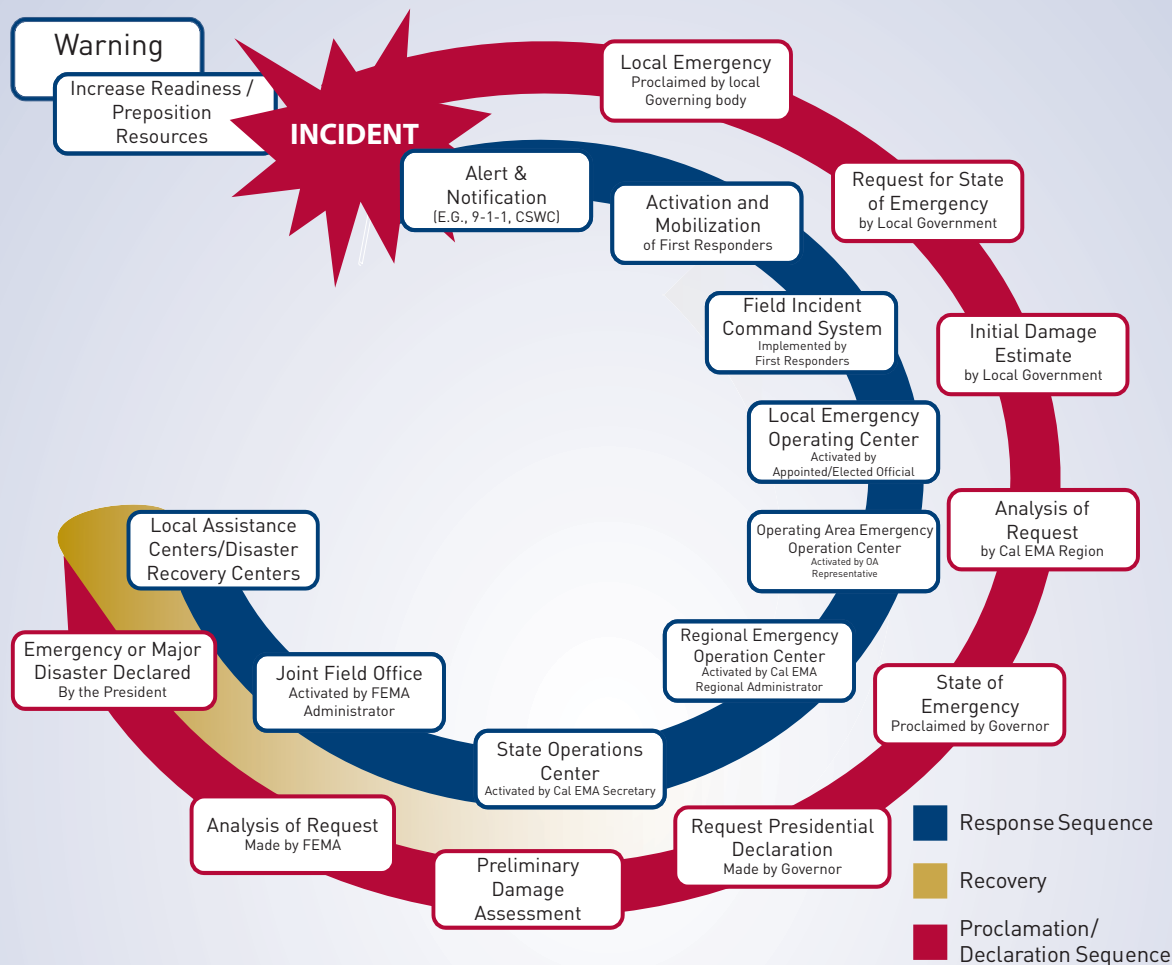 Warning
Increase Readiness /
Preposition
Resources
INCIDENT
Local Emergency
Proclaimed by local
Governing body
Alert &
Notification
(E.G., 9-1-1, CSWC)
Activation and
Mobilization
of First Responders
Request for State
of Emergency
by Local Government
Field Incident
Command System
Implemented by
First Responders
Initial Damage
Estimate
by Local Government
Local Emergency
Operating Center
Activated by
Appointed/Elected Official
Analysis of
Request
by Cal EMA Region
Operating Area Emergency
Operation Center
Activated by OA
Representative
Regional Emergency
Operation Center
Activated by Cal EMA
Regional Administrator
State of
Emergency
Proclaimed by Governor
State Operations
Center
Activated by Cal EMA Secretary
Request Presidential
Declaration
Made by Governor
Joint Field Office
Activated by FEMA
Administrator
Preliminary
Damage
Assessment
Local Assistance
Centers/Disaster
Recovery Centers
Analysis of Request
Made by FEMA
Emergency or Major
Disaster Declared
By the President
Response Sequence
Recovery
Proclamation/
Declaration Sequence